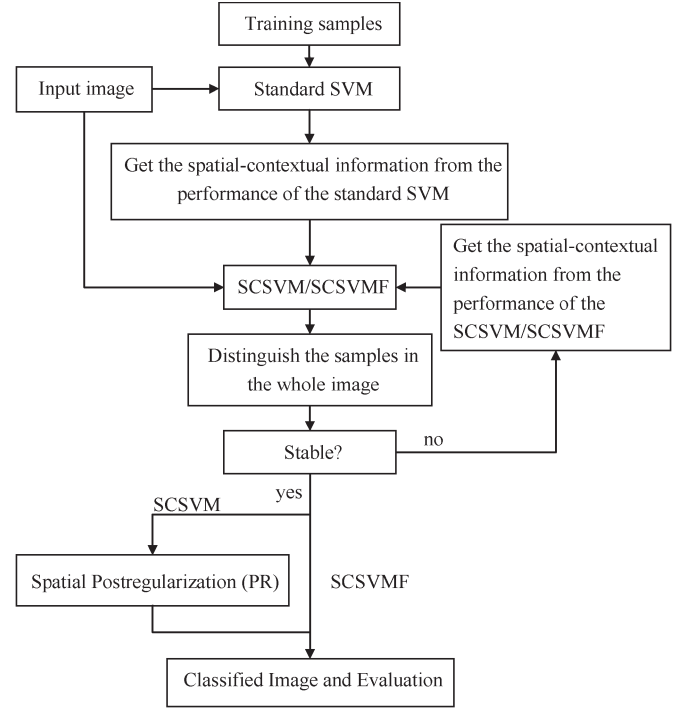 Training samples
Input image
Standard SVM
Get the spatial-contextual information from the
performance of the standard SVM
Get the spatial-contextual
information from the
performance of the
SCSVM/SCSVMF
SCSVM/SCSVMF
Distinguish the samples in
the whole image
Stable?
no
yes
SCSVM
Spatial Postregularization (PR)
SCSVMF
Classified Image and Evaluation